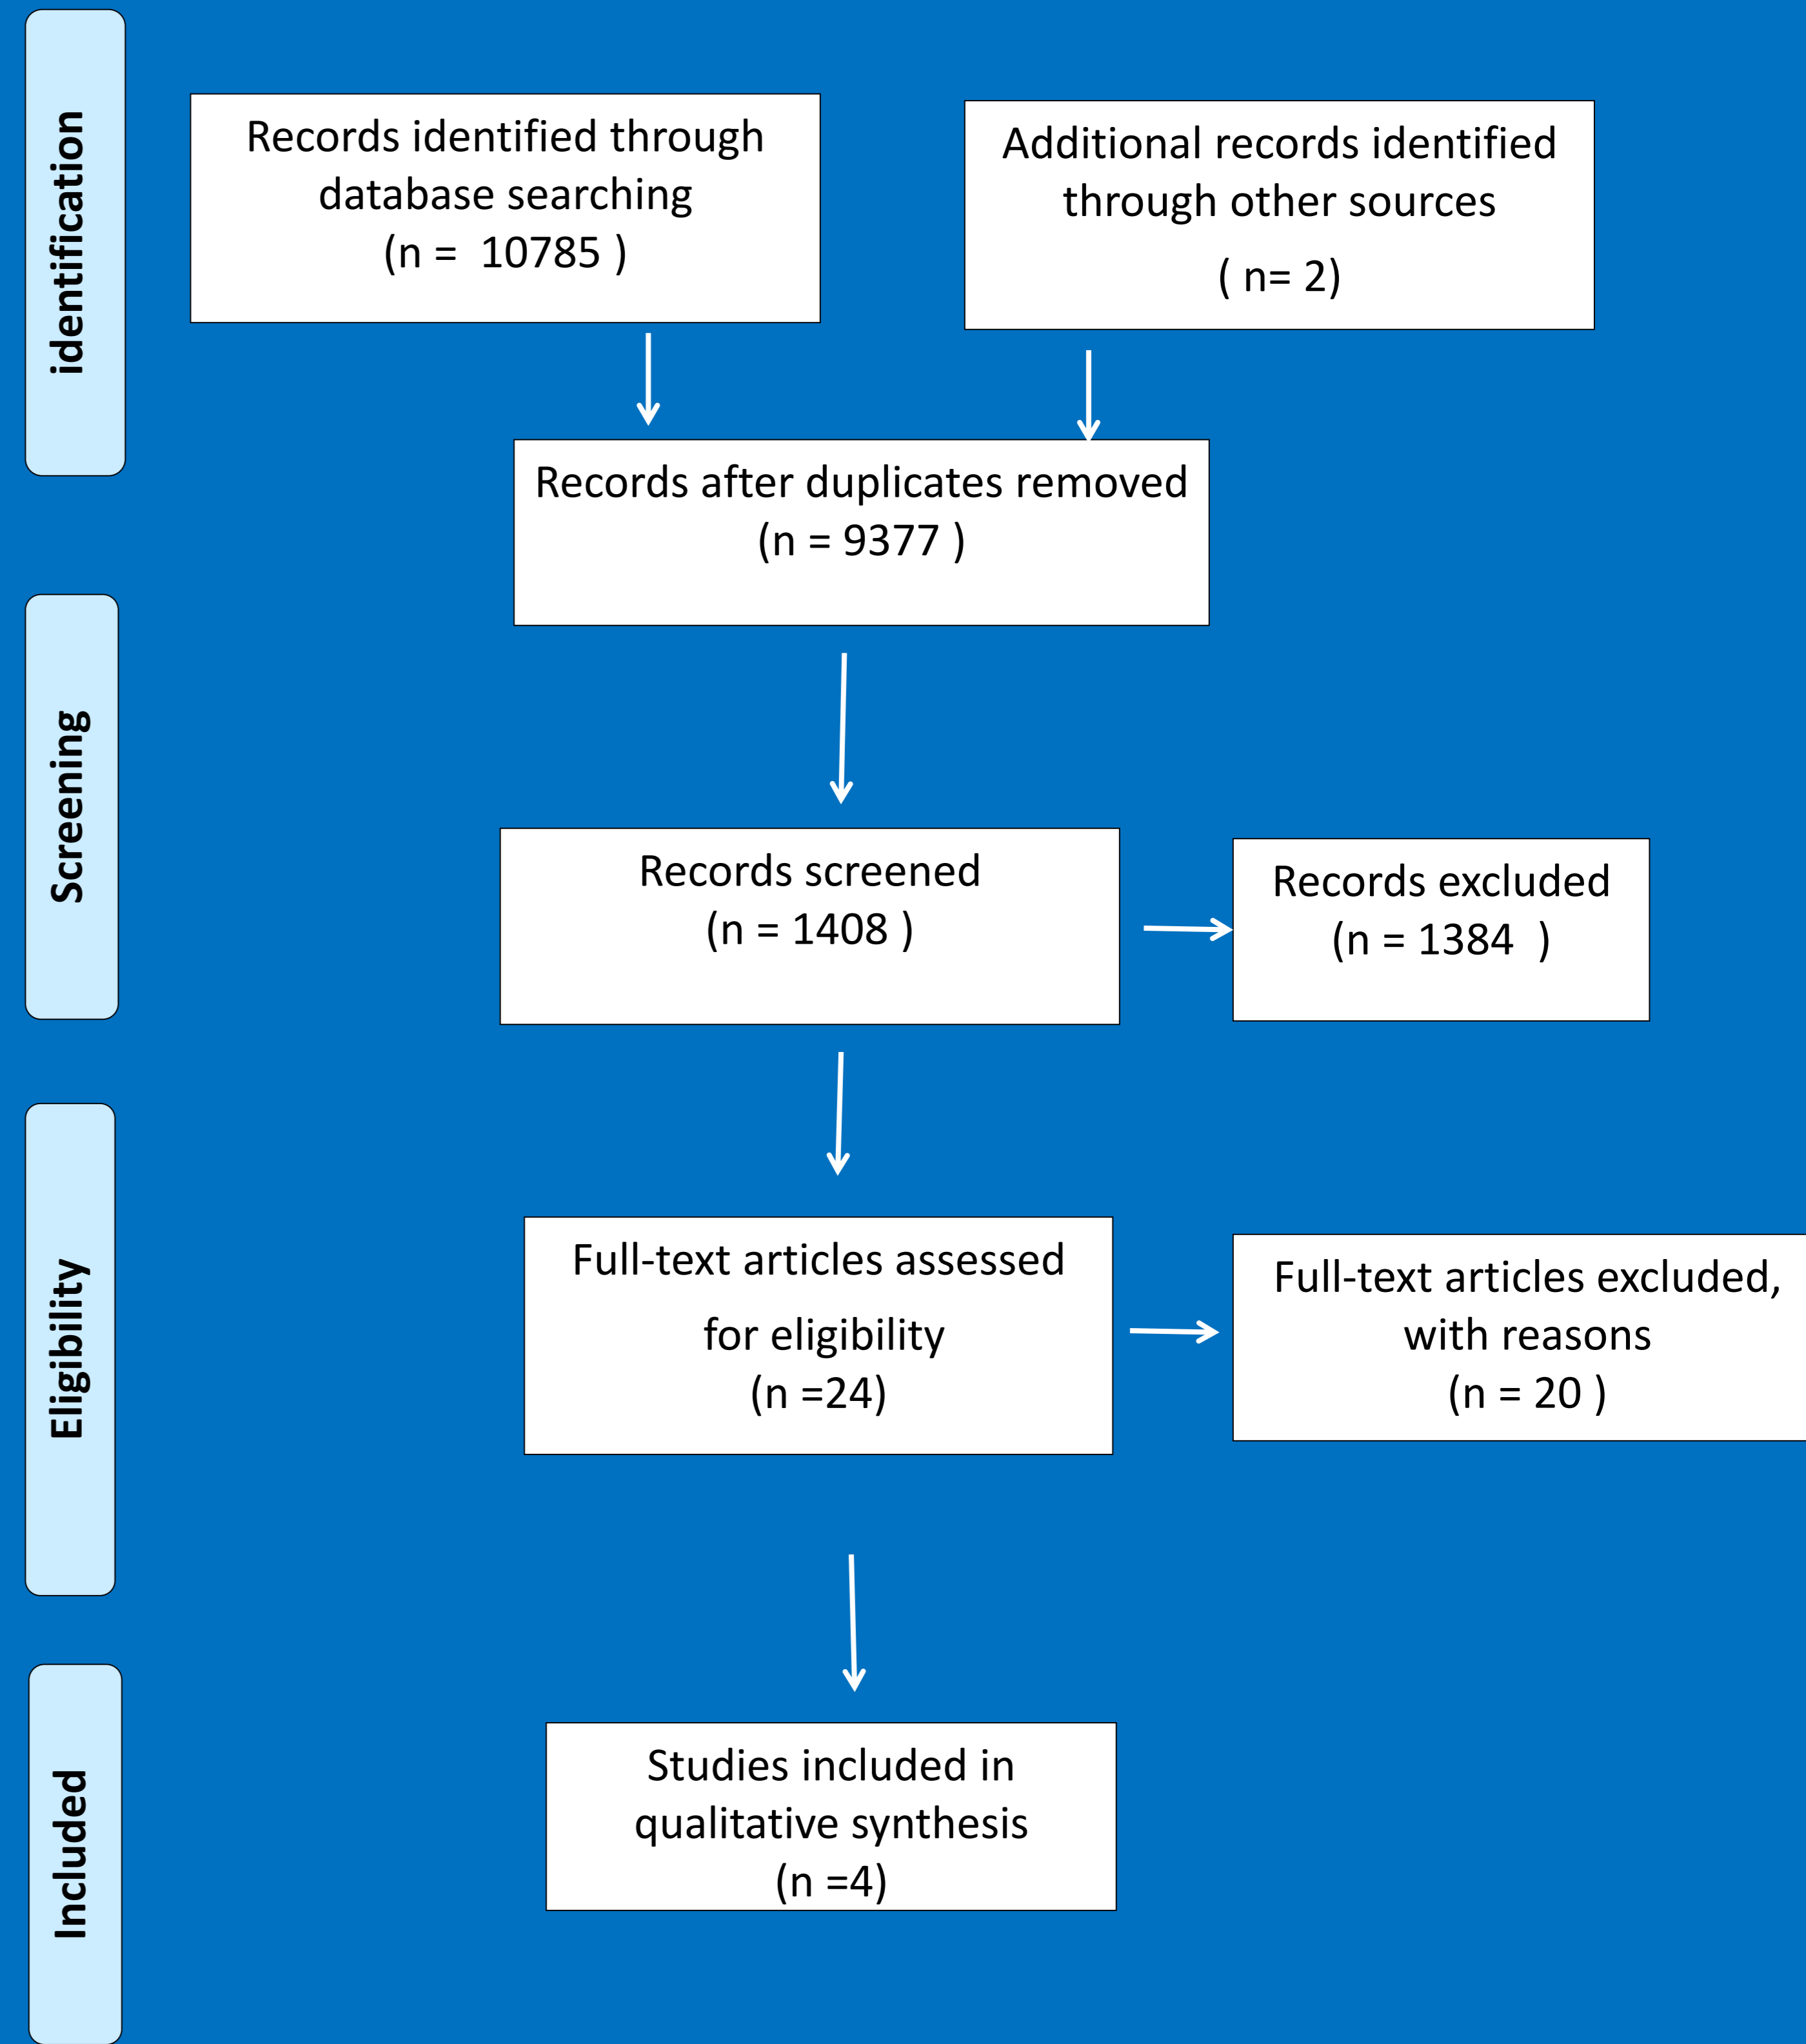 identification
Records identified through
database searching
(n =  10785 )
Additional records identified
through other sources
( n= 2)
Records after duplicates removed
(n = 9377 )
Screening
Records screened
(n = 1408 )
Records excluded
(n = 1384  )
Eligibility
Full-text articles assessed
for eligibility
(n =24)
Full-text articles excluded,
with reasons
(n = 20 )
Included
Studies included in
qualitative synthesis
(n =4)